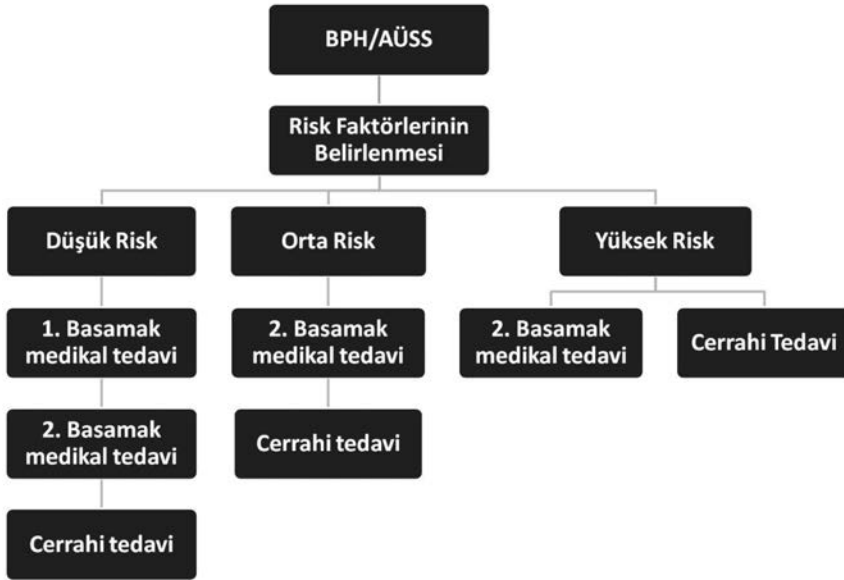 BPH/AÜSS
Risk Faktörlerinin
Belirlenmesi
Düşük Risk
Orta Risk
Yüksek Risk
1. Basamak
medikal tedavi
2. Basamak
medikal tedavi
2. Basamak
medikal tedavi
Cerrahi Tedavi
2. Basamak
medikal tedavi
Cerrahi tedavi
Cerrahi tedavi